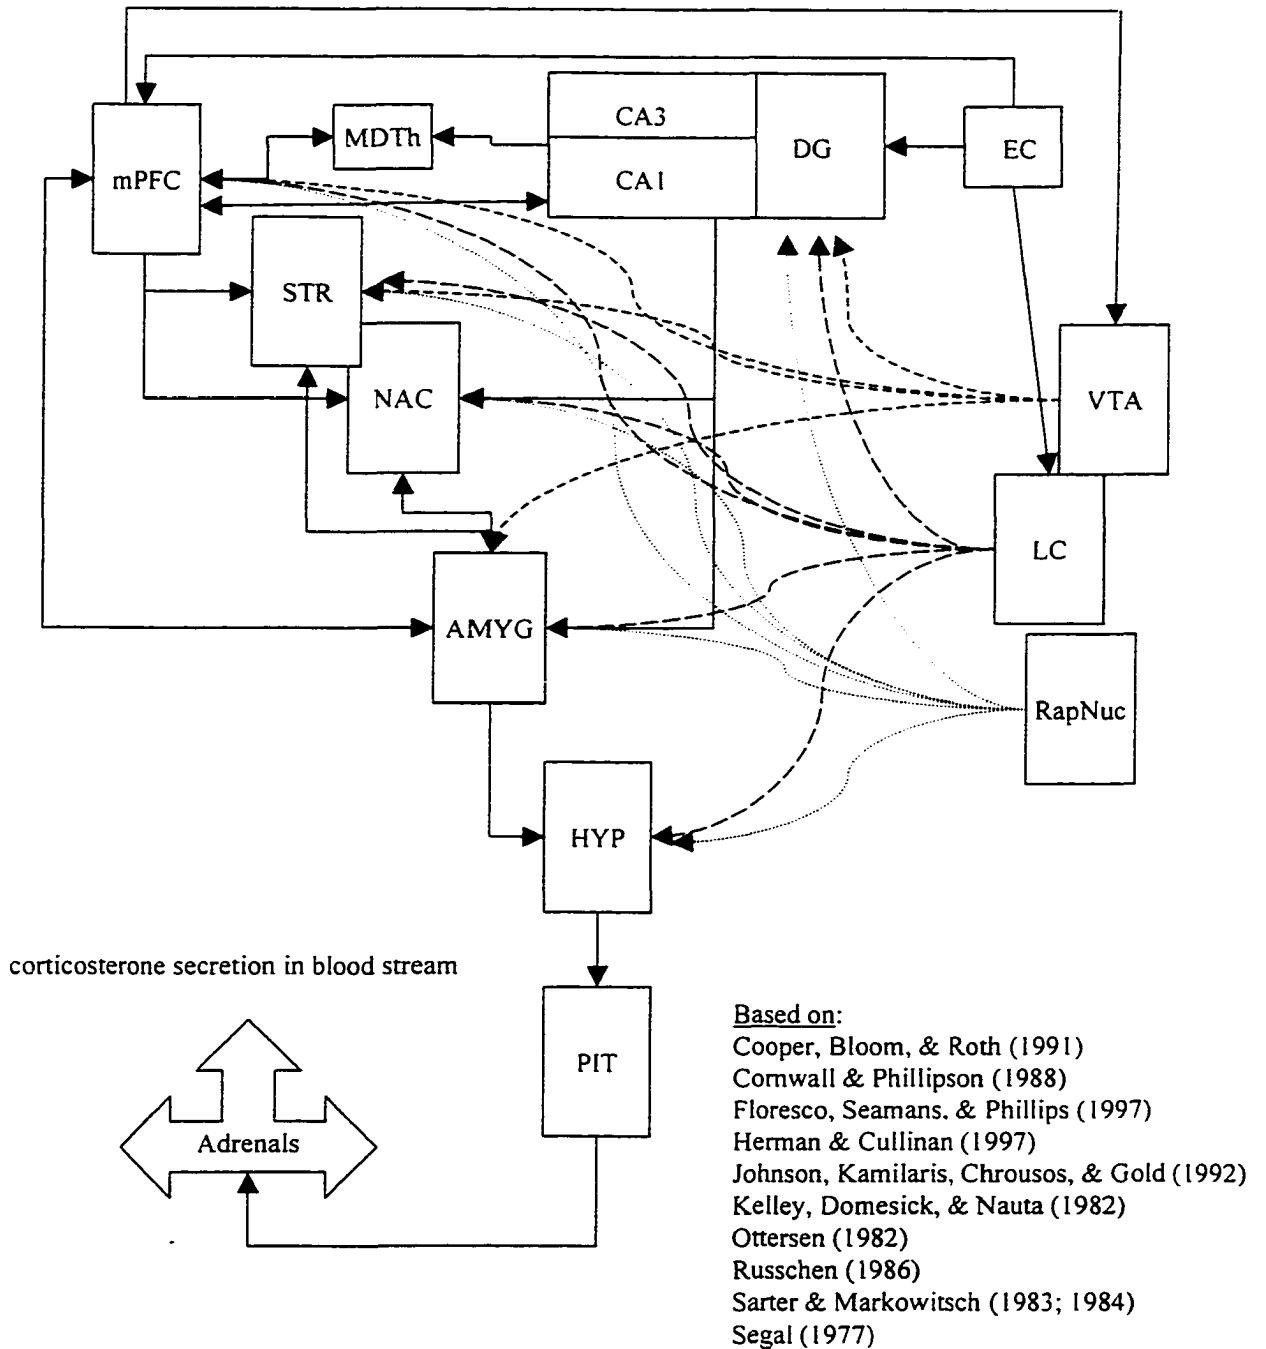 CA3
MDTh
DG
EC
mPFC
CA1
STR
NAC
VTA
LC
AMYG
RapNuc
HYP
corticosterone secretion in blood stream
PIT
Adrenals
Based on:
Cooper, Bloom, & Roth (1991)
Cornwall & Phillipson (1988)
Floresco, Seamans, & Phillips (1997)
Herman & Cullinan (1997)
Johnson, Kamilaris, Chrousos, & Gold (1992)
Kelley, Domesick, & Nauta (1982)
Ottersen (1982)
Russchen (1986)
Sarter & Markowitsch (1983; 1984)
Segal (1977)